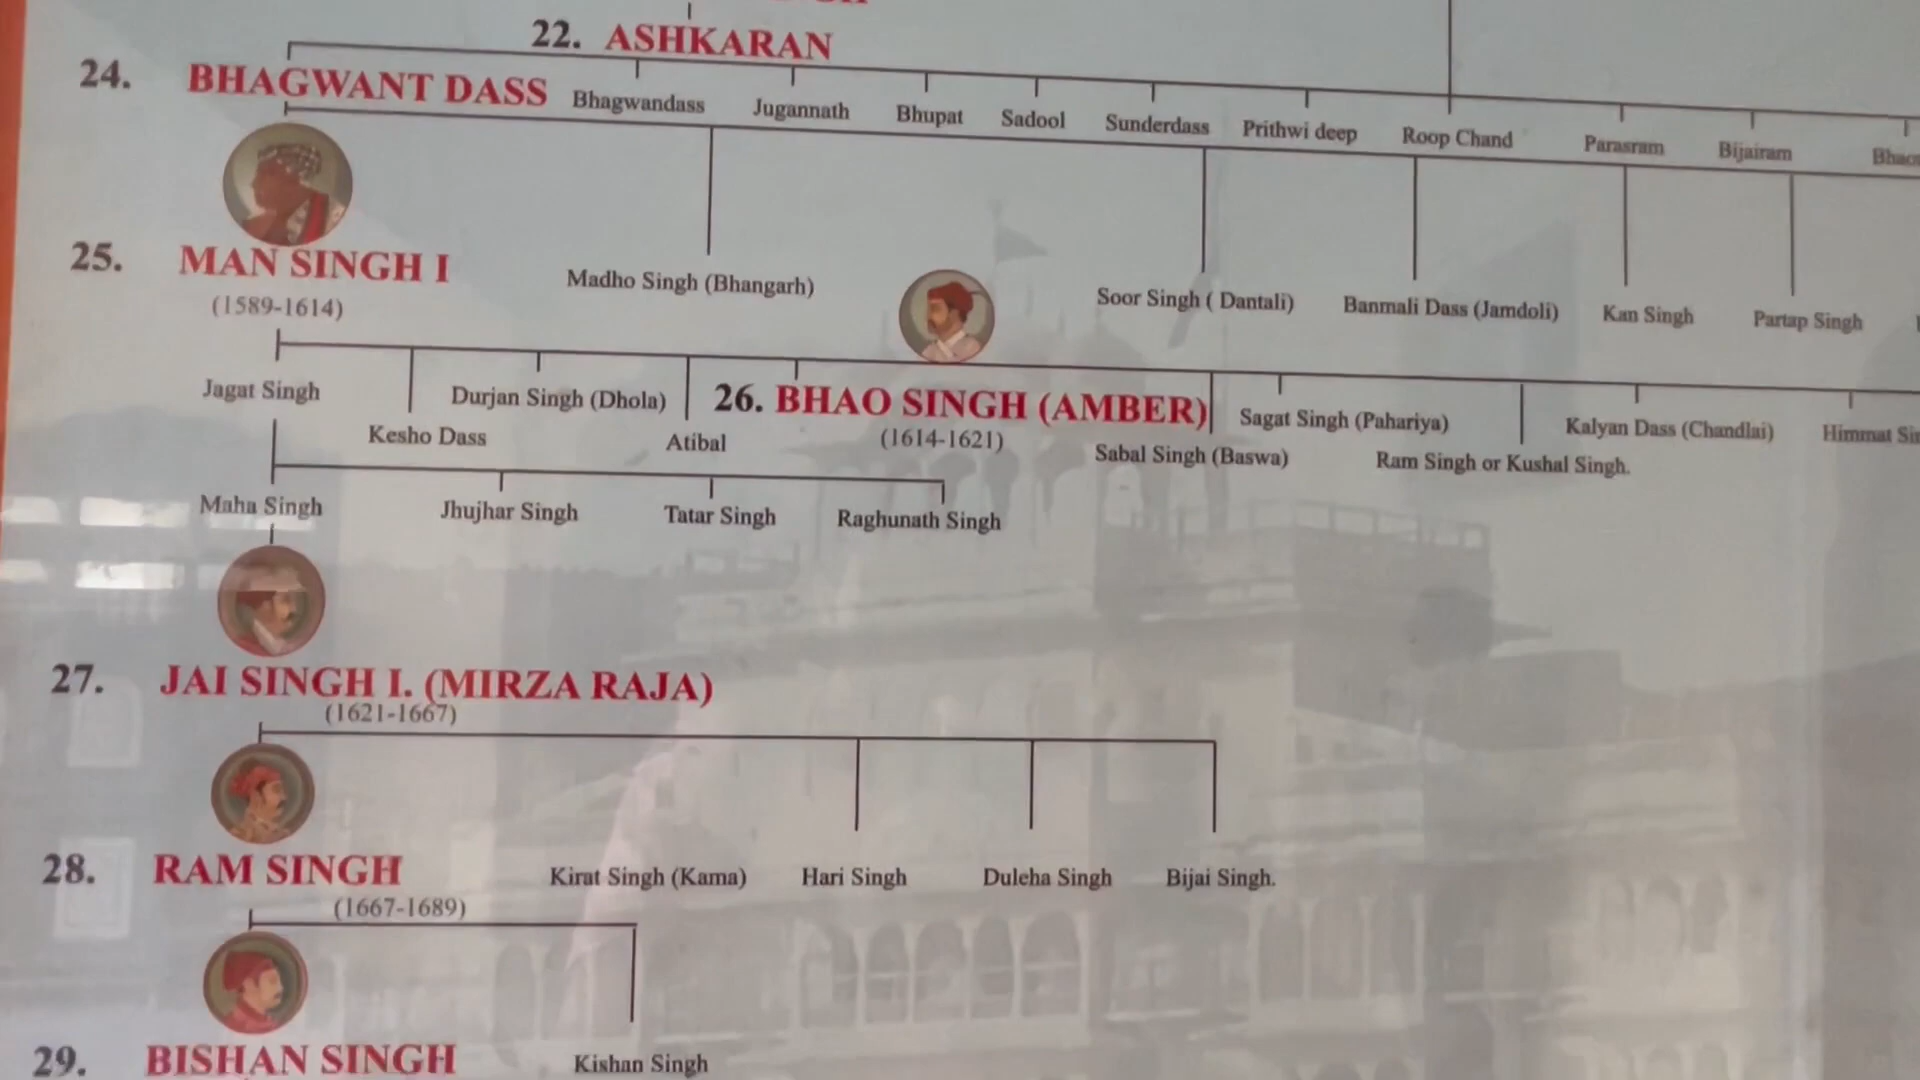 22. ASHKARAN
24. BHAGWANT DASS Bhagwandass Jugannath Bhupat Sadool Sunderdass Prithwi deep Roop Chand Parasram Bijairam
25. MAN SINGH I Madho Singh (Bhangarh) Soor Singh ( Dantali) Banmali Dass (Jamdoli) Kan Singh Partap Singh
(1589-1614)
Jagat Singh Durjan Singh (Dhola) 26. BHAO SINGH (AMBER) Sagat Singh (Pahariya) Kalyan Dass (Chandlai) Himmat
Kesho Dass Atibal (1614-1621) Sabal Singh (Baswa) Ram Singh or Kushal Singh.
Maha Singh Jhujhar Singh Tatar Singh Raghunath Singh
27. JAI SINGH I. (MIRZA RAJA)
(1621-1667)
28. RAM SINGH Kirat Singh (Kama) Hari Singh Duleha Singh Bijai Singh.
(1667-1689)
29. BISHAN SINGH Kishan Singh